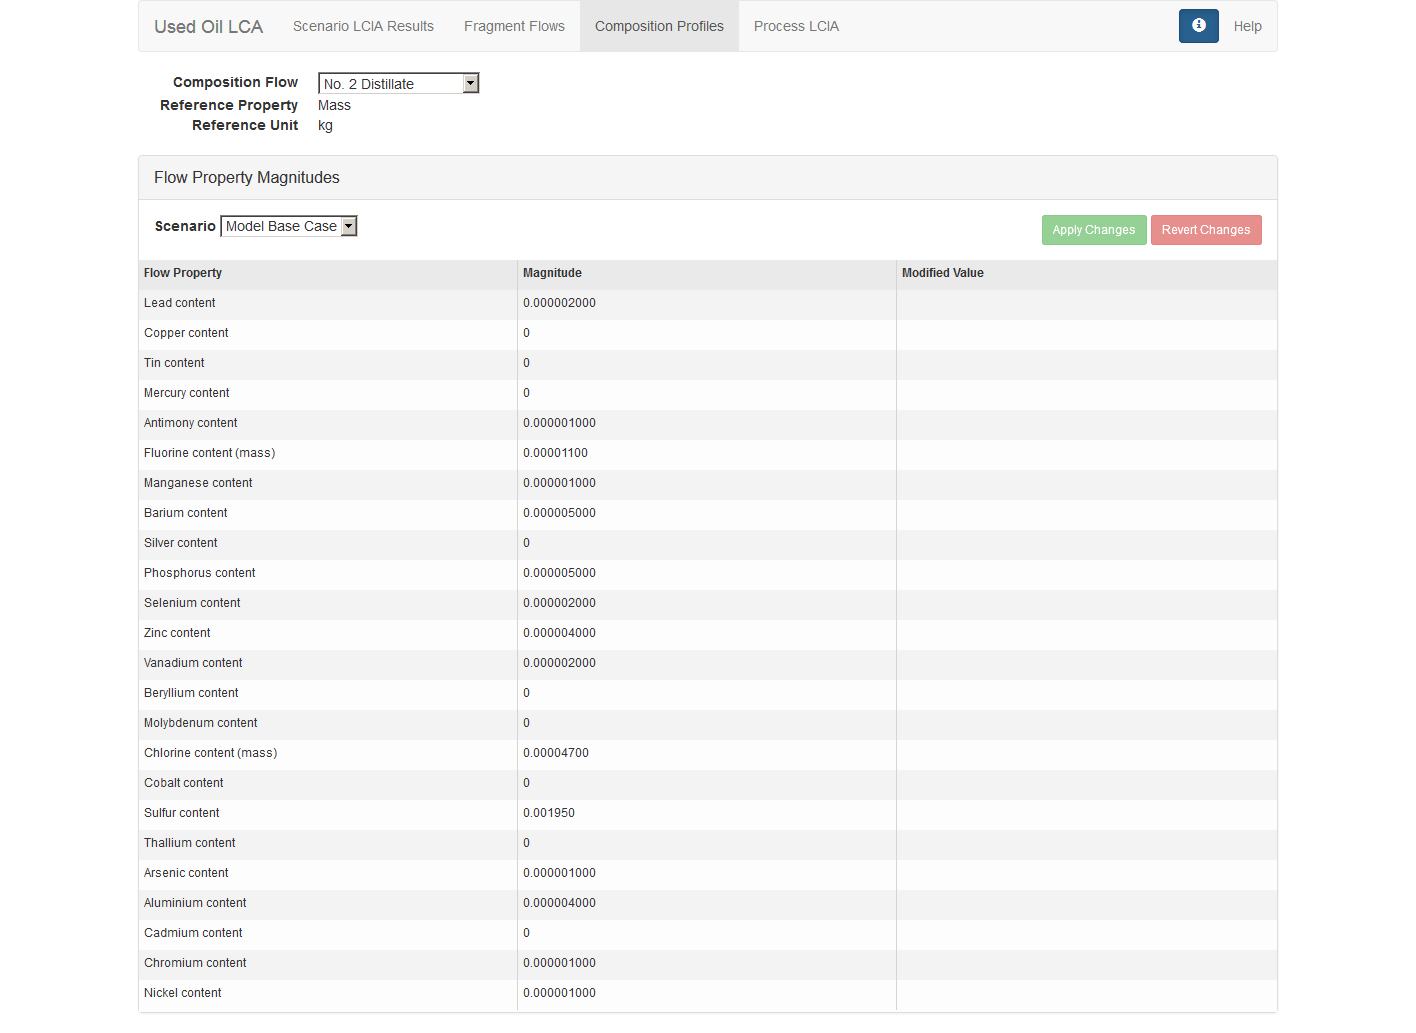 Used Oil LCA Scenario LCIA Results Fragment Flows Composition Profiles Process LCIA Help
Composition Flow No. 2 Distillate
Reference Property Mass
Reference Unit kg
Flow Property Magnitudes
Scenario Model Base Case Apply Changes Revert Changes
Flow Property Magnitude Modified Value
Lead content 0.000002000
Copper content 0
Tin content 0
Mercury content 0
Antimony content 0.000001000
Fluorine content (mass) 0.00001100
Manganese content 0.000001000
Barium content 0.000005000
Silver content 0
Phosphorus content 0.000005000
Selenium content 0.000002000
Zinc content 0.000004000
Vanadium content 0.000002000
Beryllium content 0
Molybdenum content 0
Chlorine content (mass) 0.00004700
Cobalt content 0
Sulfur content 0.001950
Thallium content 0
Arsenic content 0.000001000
Aluminium content 0.000004000
Cadmium content 0
Chromium content 0.000001000
Nickel content 0.000001000